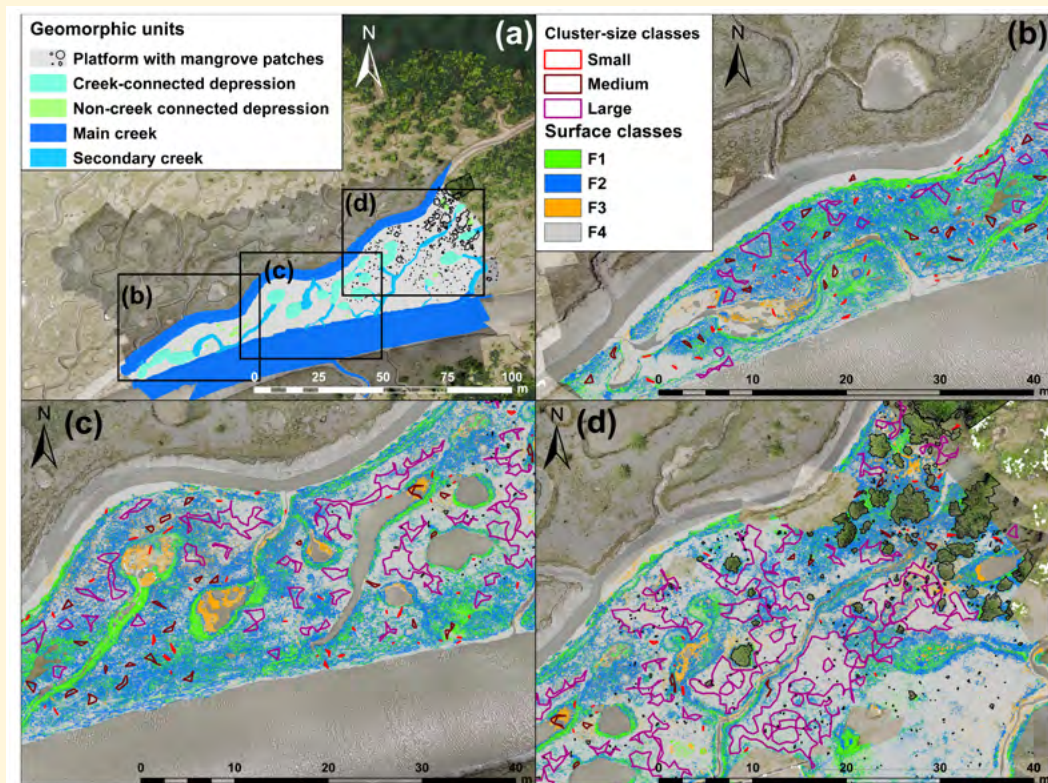 Geomorphic units
Platform with mangrove patches
Creek-connected depression
Non-creek connected depression
Main creek
Secondary creek
N
(a)
(b)
(c)
(d)
0 25 50 75 100
m
Cluster-size classes
Small
Medium
Large
Surface classes
F1
F2
F3
F4
N
(b)
0 10 20 30 40
m
(c)
N
0 10 20 30 40
m
(d)
N
0 10 20 30 40
m